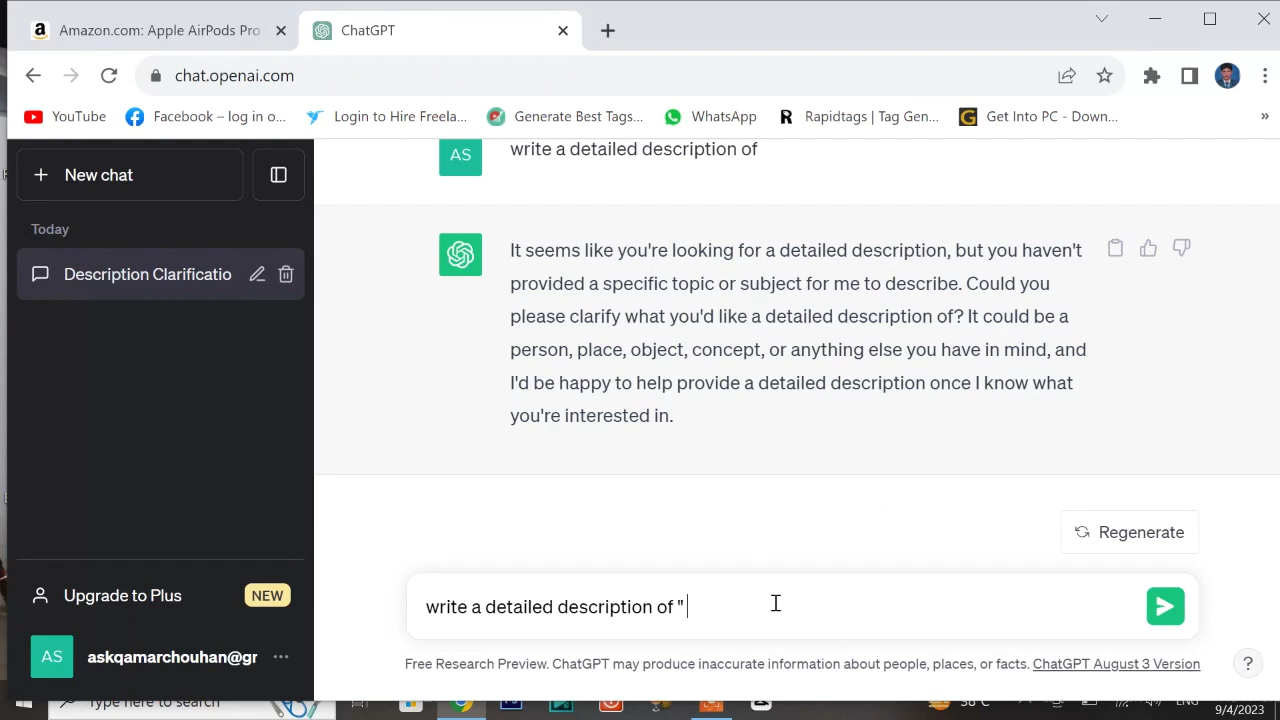 Amazon.com: Apple AirPods Pro
ChatGPT
chat.openai.com
YouTube
Facebook – log in o...
Login to Hire Freela...
Generate Best Tags...
WhatsApp
Rapidtags | Tag Gen...
Get Into PC - Down...
»
New chat
Today
Description Clarificatio
AS
write a detailed description of
It seems like you're looking for a detailed description, but you haven't
provided a specific topic or subject for me to describe. Could you
please clarify what you'd like a detailed description of? It could be a
person, place, object, concept, or anything else you have in mind, and
I'd be happy to help provide a detailed description once I know what
you're interested in.
Regenerate
write a detailed description of "
Free Research Preview. ChatGPT may produce inaccurate information about people, places, or facts. ChatGPT August 3 Version
?
Upgrade to Plus
NEW
AS
askqamarchouhan@gr
Type here to search
38°C
9/4/2023